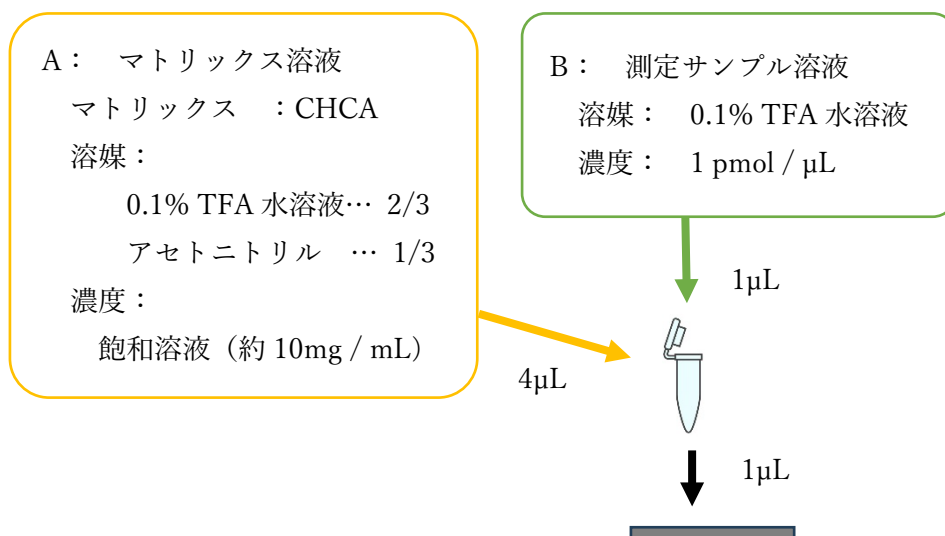 A： マトリックス溶液
マトリックス ：CHCA
溶媒：
0.1% TFA 水溶液… 2/3
アセトニトリル … 1/3
濃度：
飽和溶液（約 10mg / mL）
B： 測定サンプル溶液
溶媒： 0.1% TFA 水溶液
濃度： 1 pmol / µL
1µL
4µL
1µL